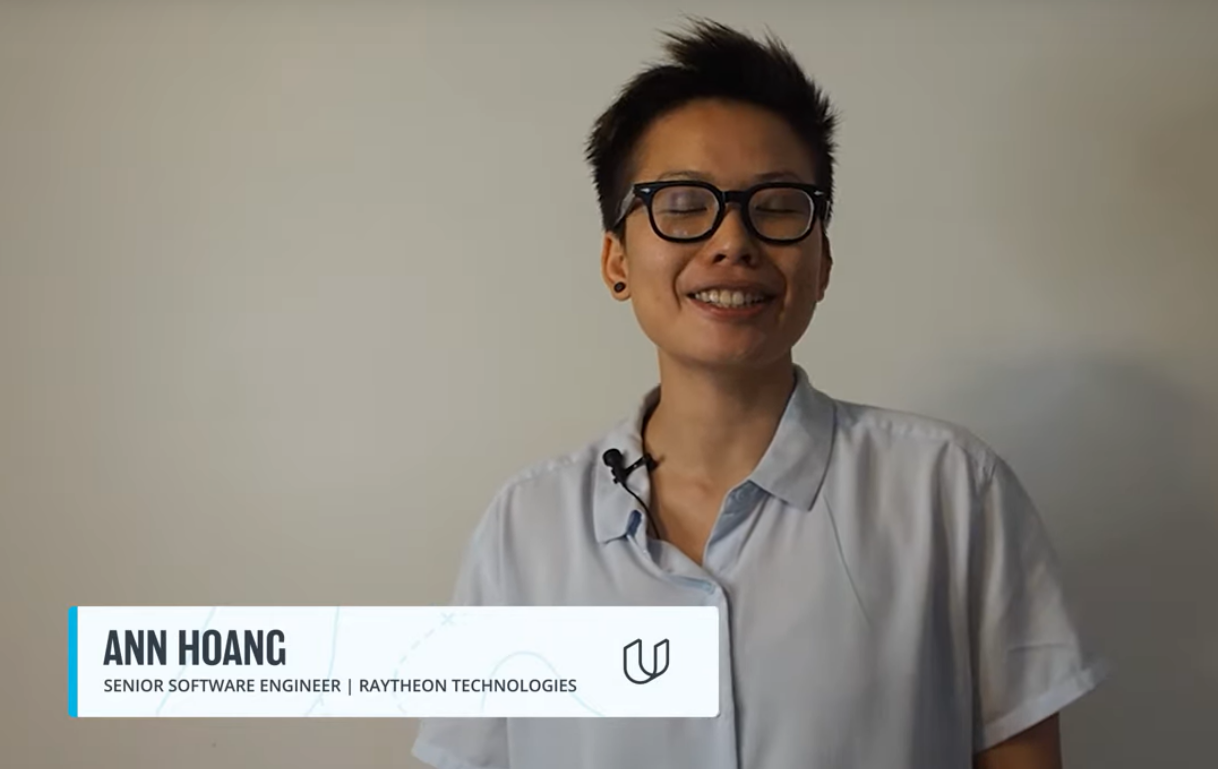 ANN HOANG
SENIOR SOFTWARE ENGINEER | RAYTHEON TECHNOLOGIES